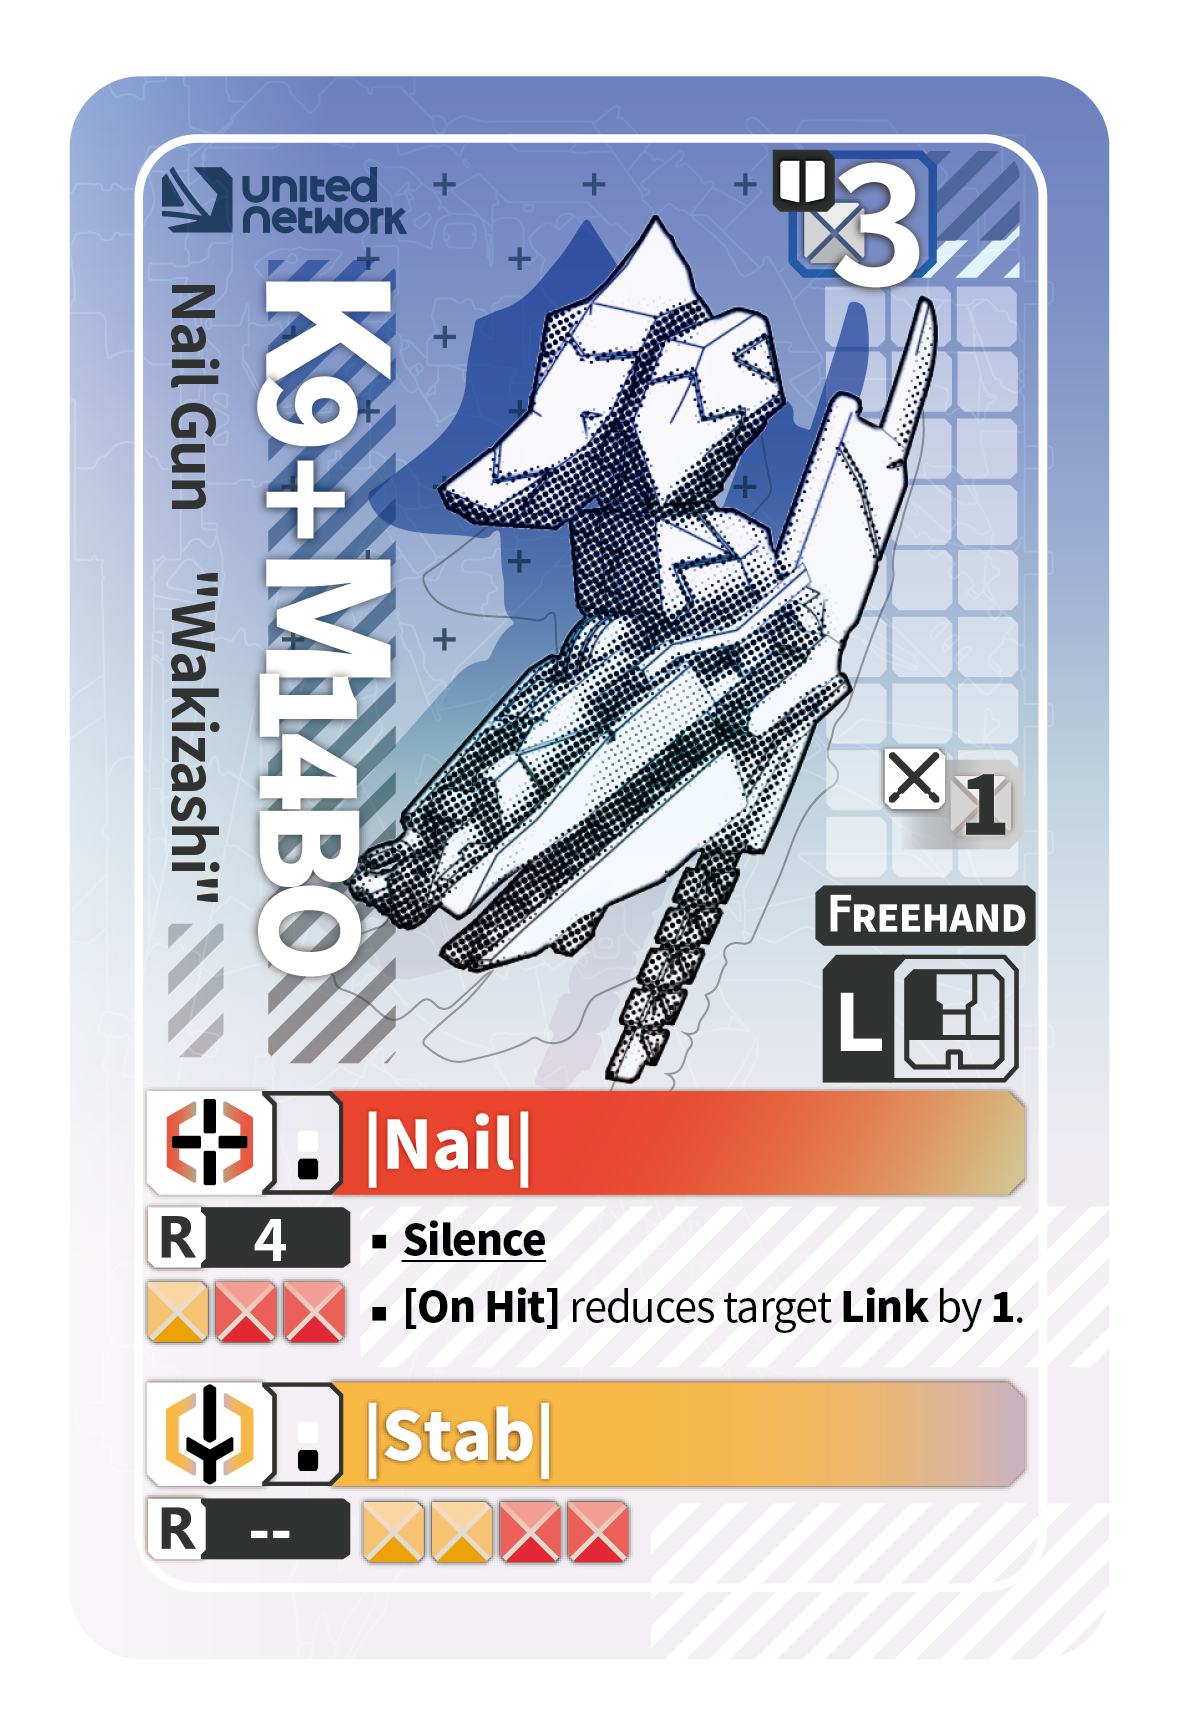 united
network
3
K9+M14BO
Nail Gun "Wakizashi"
1
FREEHAND
L
|Nail|
R 4
▪ Silence
▪ [On Hit] reduces target Link by 1.
|Stab|
R --